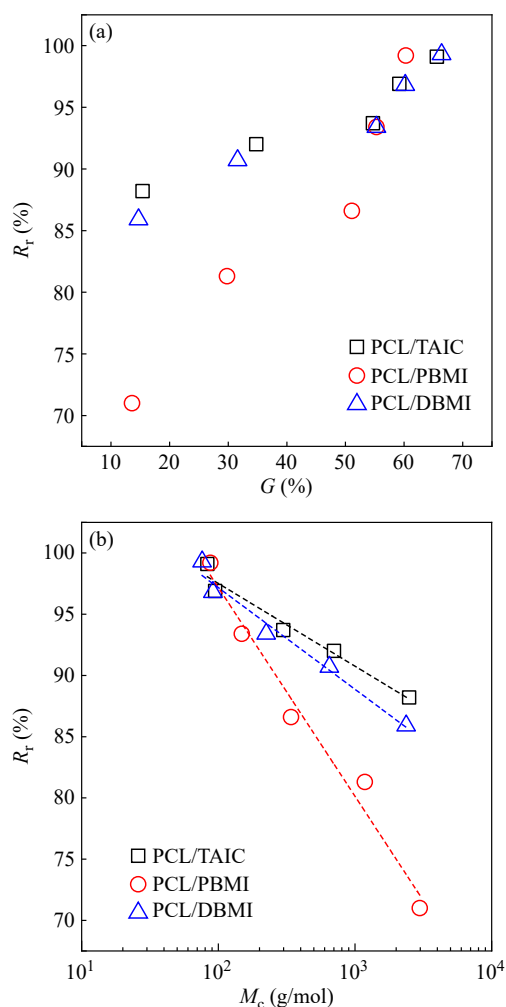 (a)
100
95
90
85
80
75
70
R_r (%)
PCL/TAIC
PCL/PBMI
PCL/DBMI
10 20 30 40 50 60 70
G (%)
(b)
100
95
90
85
80
75
70
R_r (%)
PCL/TAIC
PCL/PBMI
PCL/DBMI
10^1 10^2 10^3 10^4
M_c (g/mol)